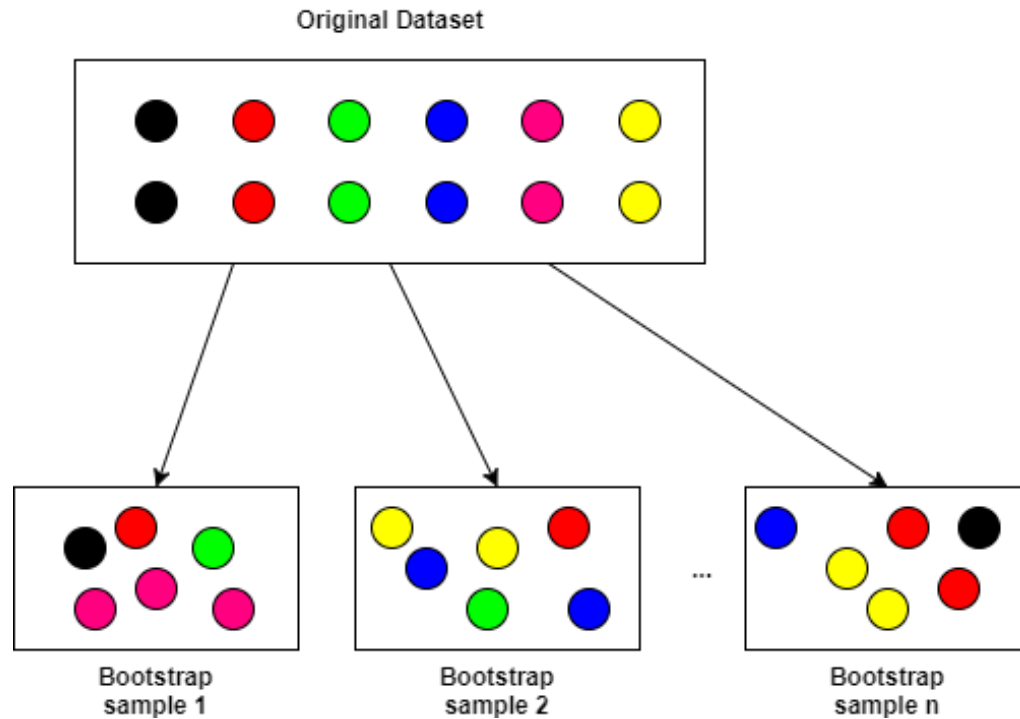 Original Dataset
...
Bootstrap
sample 1
Bootstrap
sample 2
Bootstrap
sample n